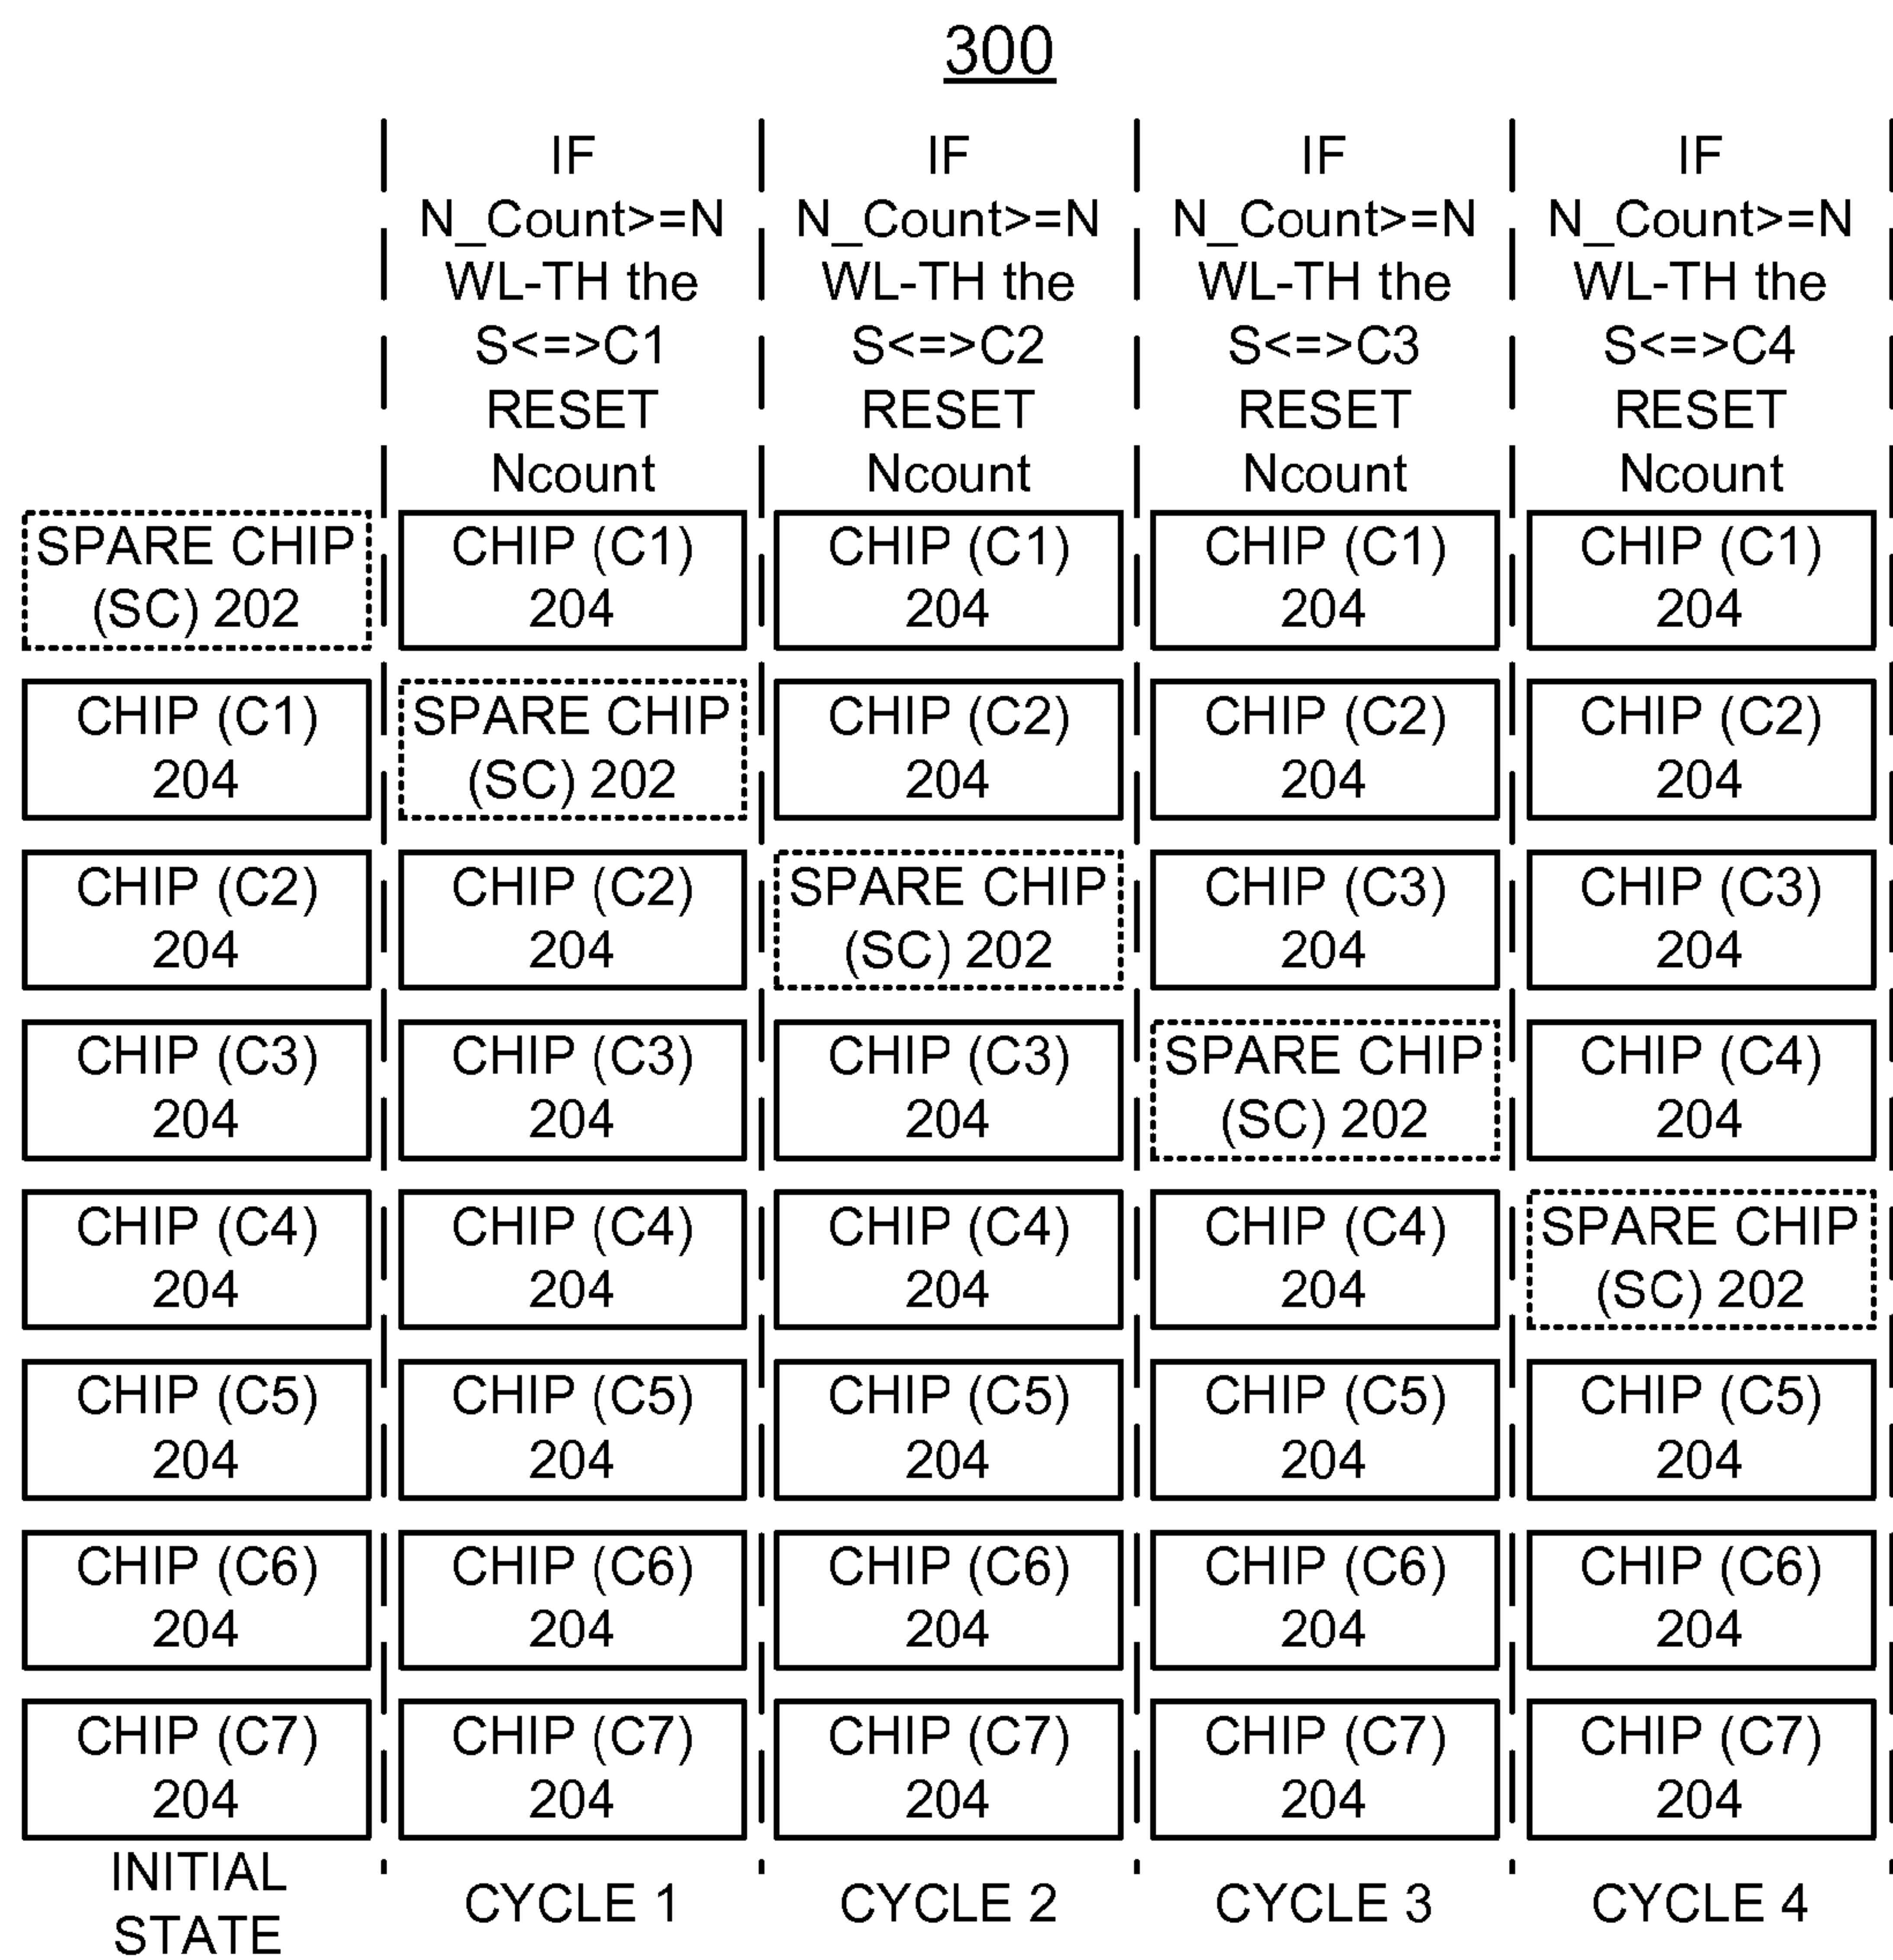 300
IF
N_Count>=N
WL-TH the
S<=>C1
RESET
Ncount
IF
N_Count>=N
WL-TH the
S<=>C2
RESET
Ncount
IF
N_Count>=N
WL-TH the
S<=>C3
RESET
Ncount
IF
N_Count>=N
WL-TH the
S<=>C4
RESET
Ncount
SPARE CHIP
(SC) 202
CHIP (C1)
204
CHIP (C2)
204
CHIP (C3)
204
CHIP (C4)
204
CHIP (C5)
204
CHIP (C6)
204
CHIP (C7)
204
INITIAL
STATE
CHIP (C1)
204
SPARE CHIP
(SC) 202
CHIP (C2)
204
CHIP (C3)
204
CHIP (C4)
204
CHIP (C5)
204
CHIP (C6)
204
CHIP (C7)
204
CYCLE 1
CHIP (C1)
204
CHIP (C2)
204
SPARE CHIP
(SC) 202
CHIP (C3)
204
CHIP (C4)
204
CHIP (C5)
204
CHIP (C6)
204
CHIP (C7)
204
CYCLE 2
CHIP (C1)
204
CHIP (C2)
204
CHIP (C3)
204
SPARE CHIP
(SC) 202
CHIP (C4)
204
CHIP (C5)
204
CHIP (C6)
204
CHIP (C7)
204
CYCLE 3
CHIP (C1)
204
CHIP (C2)
204
CHIP (C3)
204
CHIP (C4)
204
SPARE CHIP
(SC) 202
CHIP (C5)
204
CHIP (C6)
204
CHIP (C7)
204
CYCLE 4